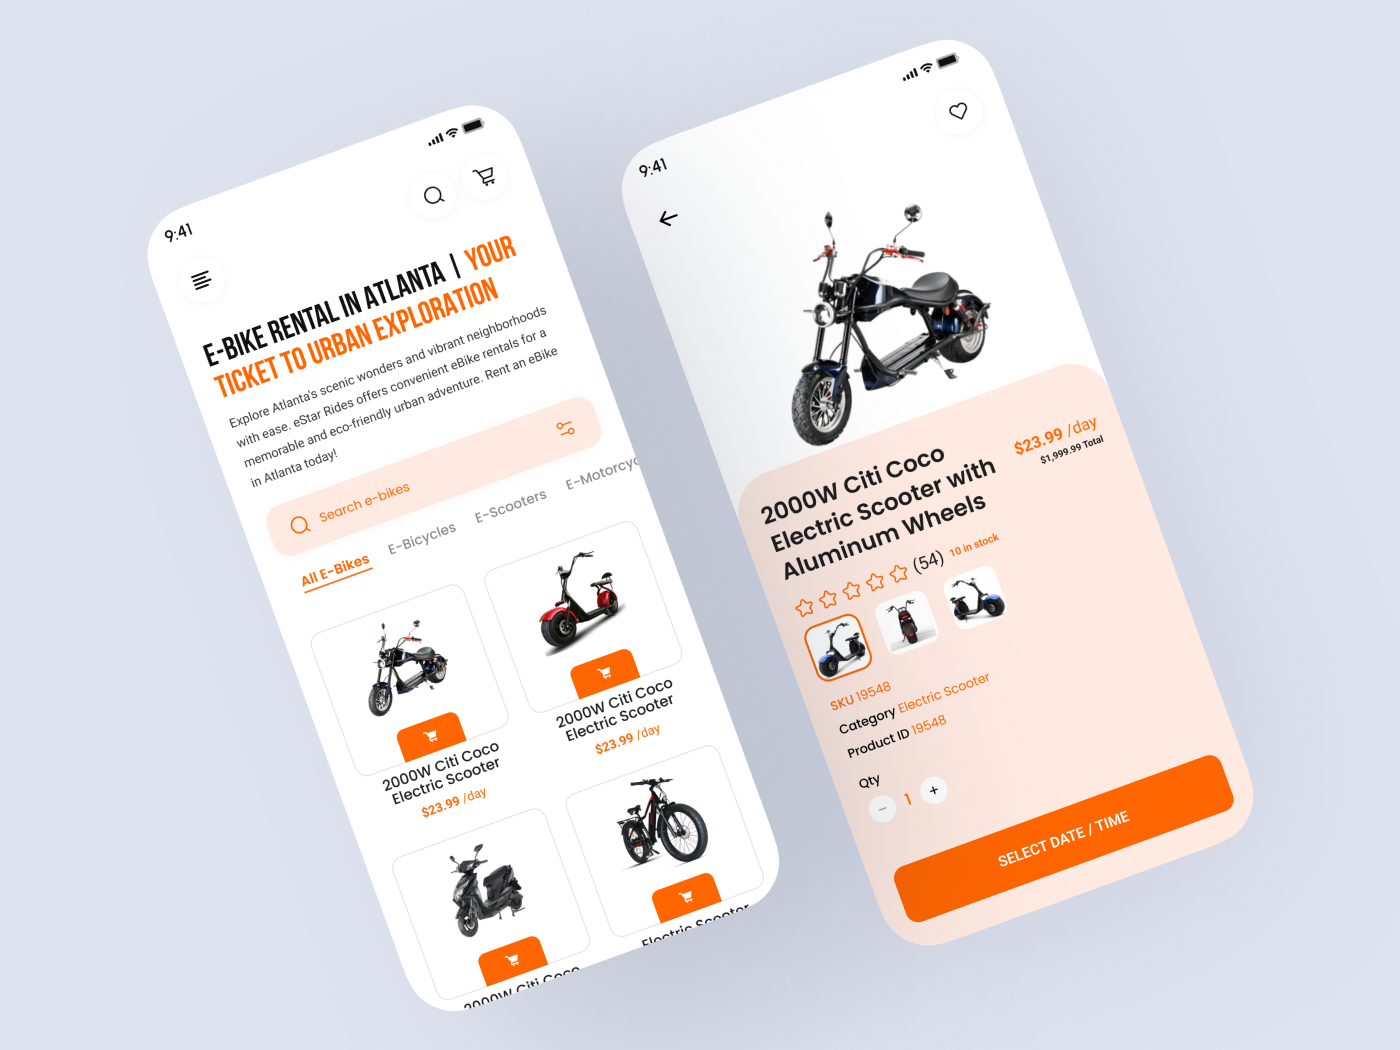 9:41
E-BIKE RENTAL IN ATLANTA | YOUR
TICKET TO URBAN EXPLORATION
Explore Atlanta's scenic wonders and vibrant neighborhoods
with ease. eStar Rides offers convenient eBike rentals for a
memorable and eco-friendly urban adventure. Rent an eBike
in Atlanta today!
Search e-bikes
All E-Bikes
E-Bicycles
E-Scooters
E-Motorcyc
2000W Citi Coco
Electric Scooter
$23.99 /day
2000W Citi Coco
Electric Scooter
$23.99 /day
2000W Citi Coco
Electric Scooter
9:41
2000W Citi Coco
Electric Scooter with
Aluminum Wheels
$23.99 /day
$1,999.99 Total
(54) 10 in stock
SKU 19548
Category Electric Scooter
Product ID 19548
Qty
1
SELECT DATE / TIME